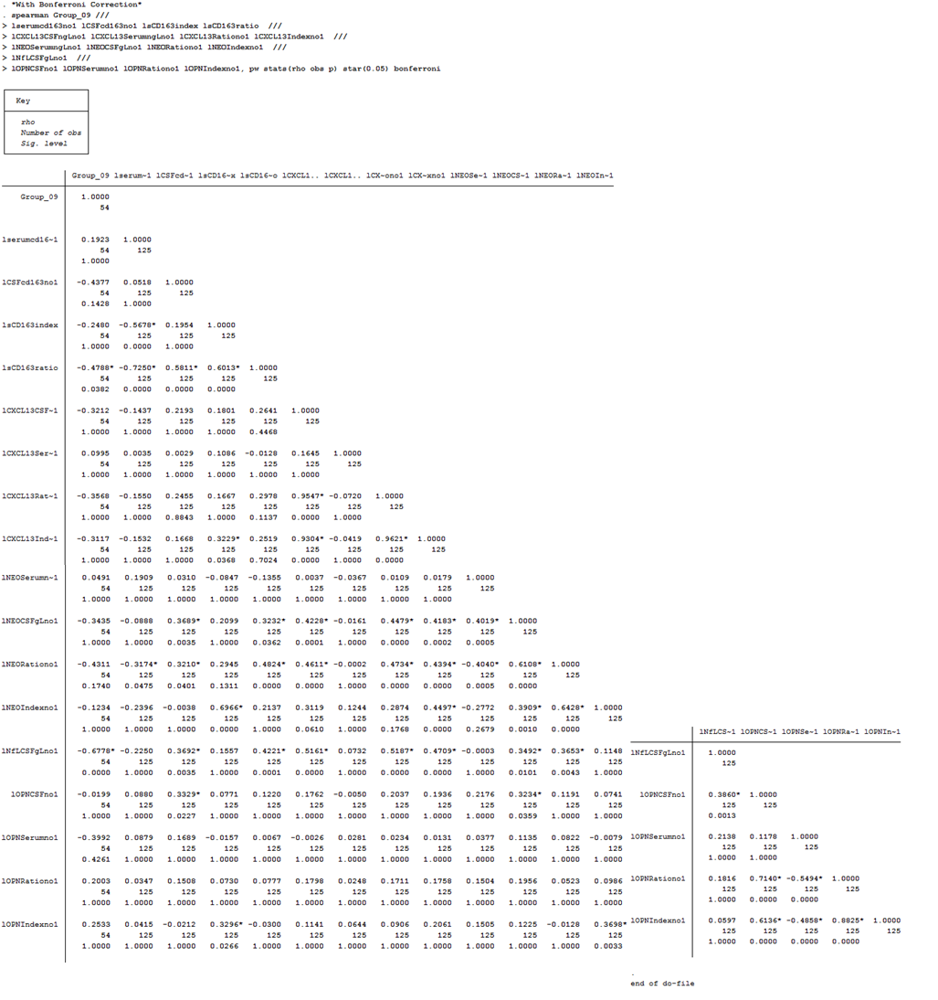 . *With Bonferroni Correction*
. spearman Group_09 ///
> lserumcd163no1 lCSFcd163no1 lsCD163index lsCD163ratio  ///
> lCXCL13CSFngLno1 lCXCL13SerumngLno1 lCXCL13Rationo1 lCXCL13Indexno1  ///
> lNEOSerumngLno1 lNEOCSFgLno1 lNEORationo1 lNEOIndexno1  ///
> lNfLCSFgLno1  ///
> lOPNCSFno1 lOPNSerumno1 lOPNRationo1 lOPNIndexno1, pw stats(rho obs p) star(0.05) bonferroni
Key
rho
Number of obs
Sig. level
Group_09 lserum~1 lCSFcd~1 lsCD16~x lsCD16~o lCXCL1.. lCXCL1.. lCX~ono1 lCX~xno1 lNEOSe~1 lNEOCS~1 lNEORa~1 lNEOIn~1
Group_09 1.0000
54
lserumcd16~1 0.1923 1.0000
54 125
1.0000
lCSFcd163no1 -0.4377 0.0518 1.0000
54 125 125
0.1428 1.0000
lsCD163index -0.2480 -0.5678* 0.1954 1.0000
54 125 125 125
1.0000 0.0000 1.0000
lsCD163ratio -0.4788* -0.7250* 0.5811* 0.6013* 1.0000
54 125 125 125 125
0.0382 0.0000 0.0000 0.0000
lCXCL13CSF~1 -0.3212 -0.1437 0.2193 0.1801 0.2641 1.0000
54 125 125 125 125 125
1.0000 1.0000 1.0000 1.0000 0.4468
lCXCL13Ser~1 0.0995 0.0035 0.0029 0.1086 -0.0128 0.1645 1.0000
54 125 125 125 125 125 125
1.0000 1.0000 1.0000 1.0000 1.0000 1.0000
lCXCL13Rat~1 -0.3568 -0.1550 0.2455 0.1667 0.2978 0.9547* -0.0720 1.0000
54 125 125 125 125 125 125 125
1.0000 1.0000 0.8843 1.0000 0.1137 0.0000 1.0000
lCXCL13Ind~1 -0.3117 -0.1532 0.1668 0.3229* 0.2519 0.9304* -0.0419 0.9621* 1.0000
54 125 125 125 125 125 125 125 125
1.0000 1.0000 1.0000 0.0368 0.7024 0.0000 1.0000 0.0000
lNEOSerumn~1 0.0491 0.1909 0.0310 -0.0847 -0.1355 0.0037 -0.0367 0.0109 0.0179 1.0000
54 125 125 125 125 125 125 125 125 125
1.0000 1.0000 1.0000 1.0000 1.0000 1.0000 1.0000 1.0000 1.0000
lNEOCSFgLno1 -0.3435 -0.0888 0.3689* 0.2099 0.3232* 0.4228* -0.0161 0.4479* 0.4183* 0.4019* 1.0000
54 125 125 125 125 125 125 125 125 125 125
1.0000 1.0000 0.0035 1.0000 0.0362 0.0001 1.0000 0.0000 0.0002 0.0005
lNEORationo1 -0.4311 -0.3174* 0.3210* 0.2945 0.4824* 0.4611* -0.0002 0.4734* 0.4394* -0.4040* 0.6108* 1.0000
54 125 125 125 125 125 125 125 125 125 125 125
0.1740 0.0475 0.0401 0.1311 0.0000 0.0000 1.0000 0.0000 0.0000 0.0005 0.0000
lNEOIndexno1 -0.1234 -0.2396 -0.0038 0.6966* 0.2137 0.3119 0.1244 0.2874 0.4497* -0.2772 0.3909* 0.6428* 1.0000
54 125 125 125 125 125 125 125 125 125 125 125 125
1.0000 1.0000 1.0000 0.0000 1.0000 0.0610 1.0000 0.1768 0.0000 0.2679 0.0010 0.0000
lNfLCSFgLno1 -0.6778* -0.2250 0.3692* 0.1557 0.4221* 0.5161* 0.0732 0.5187* 0.4709* -0.0003 0.3492* 0.3653* 0.1148
54 125 125 125 125 125 125 125 125 125 125 125 125
0.0000 1.0000 0.0035 1.0000 0.0001 0.0000 1.0000 0.0000 0.0000 1.0000 0.0101 0.0043 1.0000
lOPNCSFno1 -0.0199 0.0880 0.3329* 0.0771 0.1220 0.1762 -0.0050 0.2037 0.1936 0.2176 0.3234* 0.1191 0.0741
54 125 125 125 125 125 125 125 125 125 125 125 125
1.0000 1.0000 0.0227 1.0000 1.0000 1.0000 1.0000 1.0000 1.0000 1.0000 0.0359 1.0000 1.0000
lOPNSerumno1 -0.3992 0.0879 0.1689 -0.0157 0.0067 -0.0026 0.0281 0.0234 0.0131 0.0377 0.1135 0.0822 -0.0079
54 125 125 125 125 125 125 125 125 125 125 125 125
0.4261 1.0000 1.0000 1.0000 1.0000 1.0000 1.0000 1.0000 1.0000 1.0000 1.0000 1.0000 1.0000
lOPNRationo1 0.2003 0.0347 0.1508 0.0730 0.0777 0.1798 0.0248 0.1711 0.1758 0.1504 0.1956 0.0523 0.0986
54 125 125 125 125 125 125 125 125 125 125 125 125
1.0000 1.0000 1.0000 1.0000 1.0000 1.0000 1.0000 1.0000 1.0000 1.0000 1.0000 1.0000 1.0000
lOPNIndexno1 0.2533 0.0415 -0.0212 0.3296* -0.0300 0.1141 0.0644 0.0906 0.2061 0.1505 0.1225 -0.0128 0.3698*
54 125 125 125 125 125 125 125 125 125 125 125 125
1.0000 1.0000 1.0000 0.0266 1.0000 1.0000 1.0000 1.0000 1.0000 1.0000 1.0000 1.0000 0.0033
lNfLCS~1 lOPNCS~1 lOPNSe~1 lOPNRa~1 lOPNIn~1
lNfLCSFgLno1 1.0000
125
lOPNCSFno1 0.3860* 1.0000
125 125
0.0013
lOPNSerumno1 0.2138 0.1178 1.0000
125 125 125
1.0000 1.0000
lOPNRationo1 0.1816 0.7140* -0.5494* 1.0000
125 125 125 125
1.0000 0.0000 0.0000
lOPNIndexno1 0.0597 0.6136* -0.4858* 0.8825* 1.0000
125 125 125 125 125
1.0000 0.0000 0.0000 0.0000
.
end of do-file